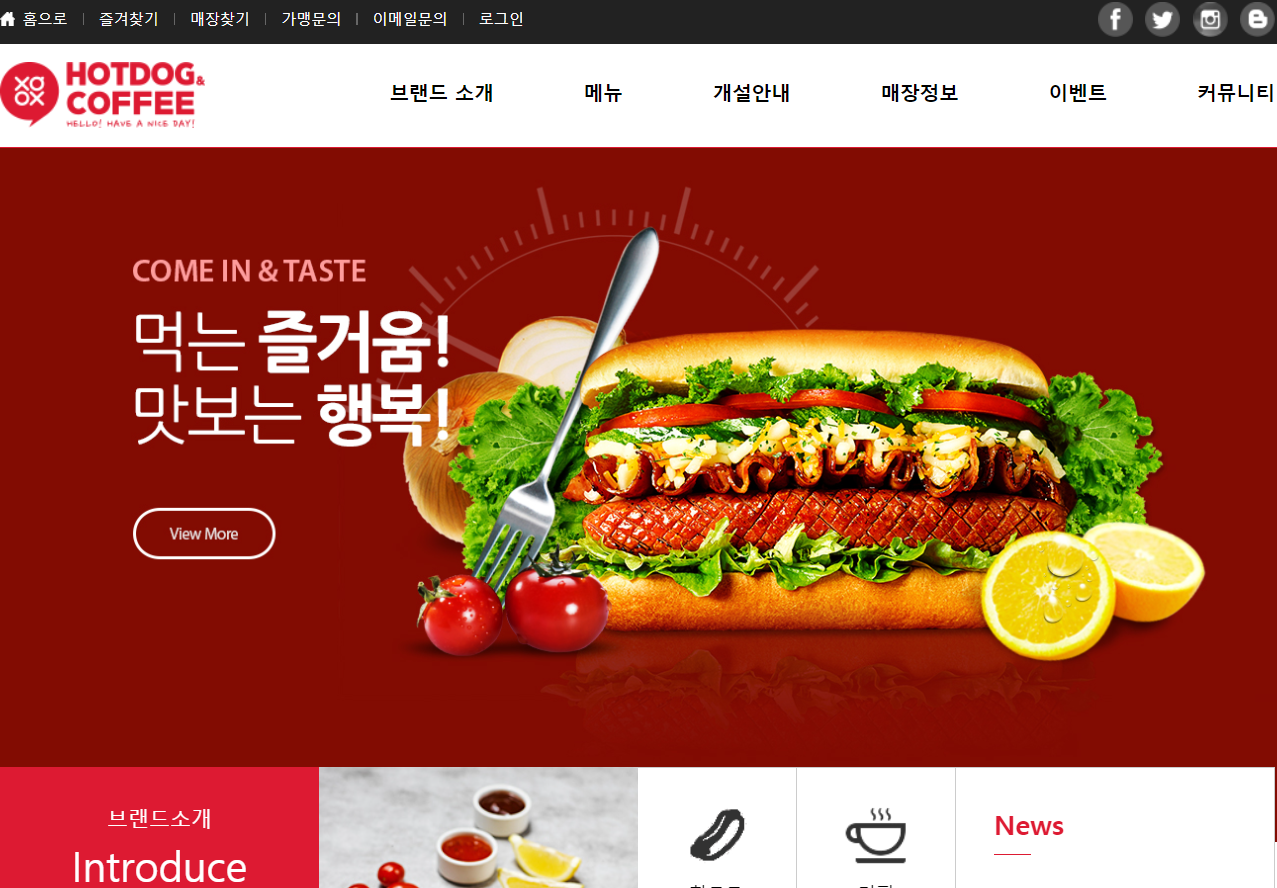 홈으로 즐겨찾기 매장찾기 가맹문의 이메일문의 로그인
HOTDOG &
COFFEE
HELLO! HAVE A NICE DAY!
브랜드 소개 메뉴 개설안내 매장정보 이벤트 커뮤니티
COME IN & TASTE
먹는 즐거움!
맛보는 행복!
View More
브랜드소개
Introduce
News